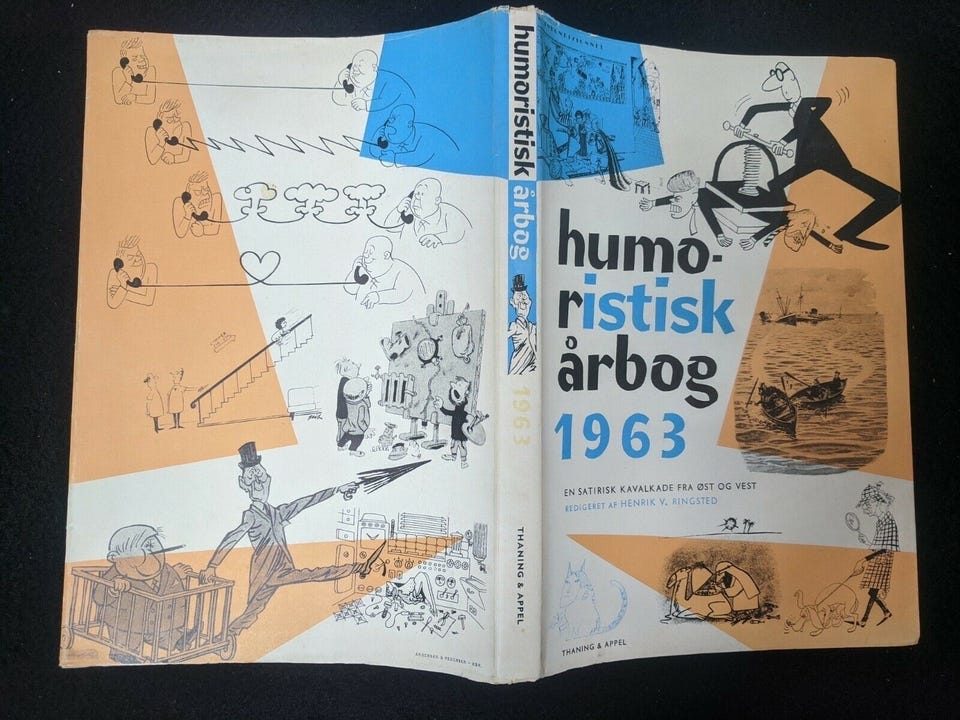 humo-
ristisk
årbog
1963
EN SATIRISK KAVALKADE FRA ØST OG VEST
REDIGERET AF HENRIK V. RINGSTED
THANING & APPEL
humoristisk årbog
1963
THANING & APPEL